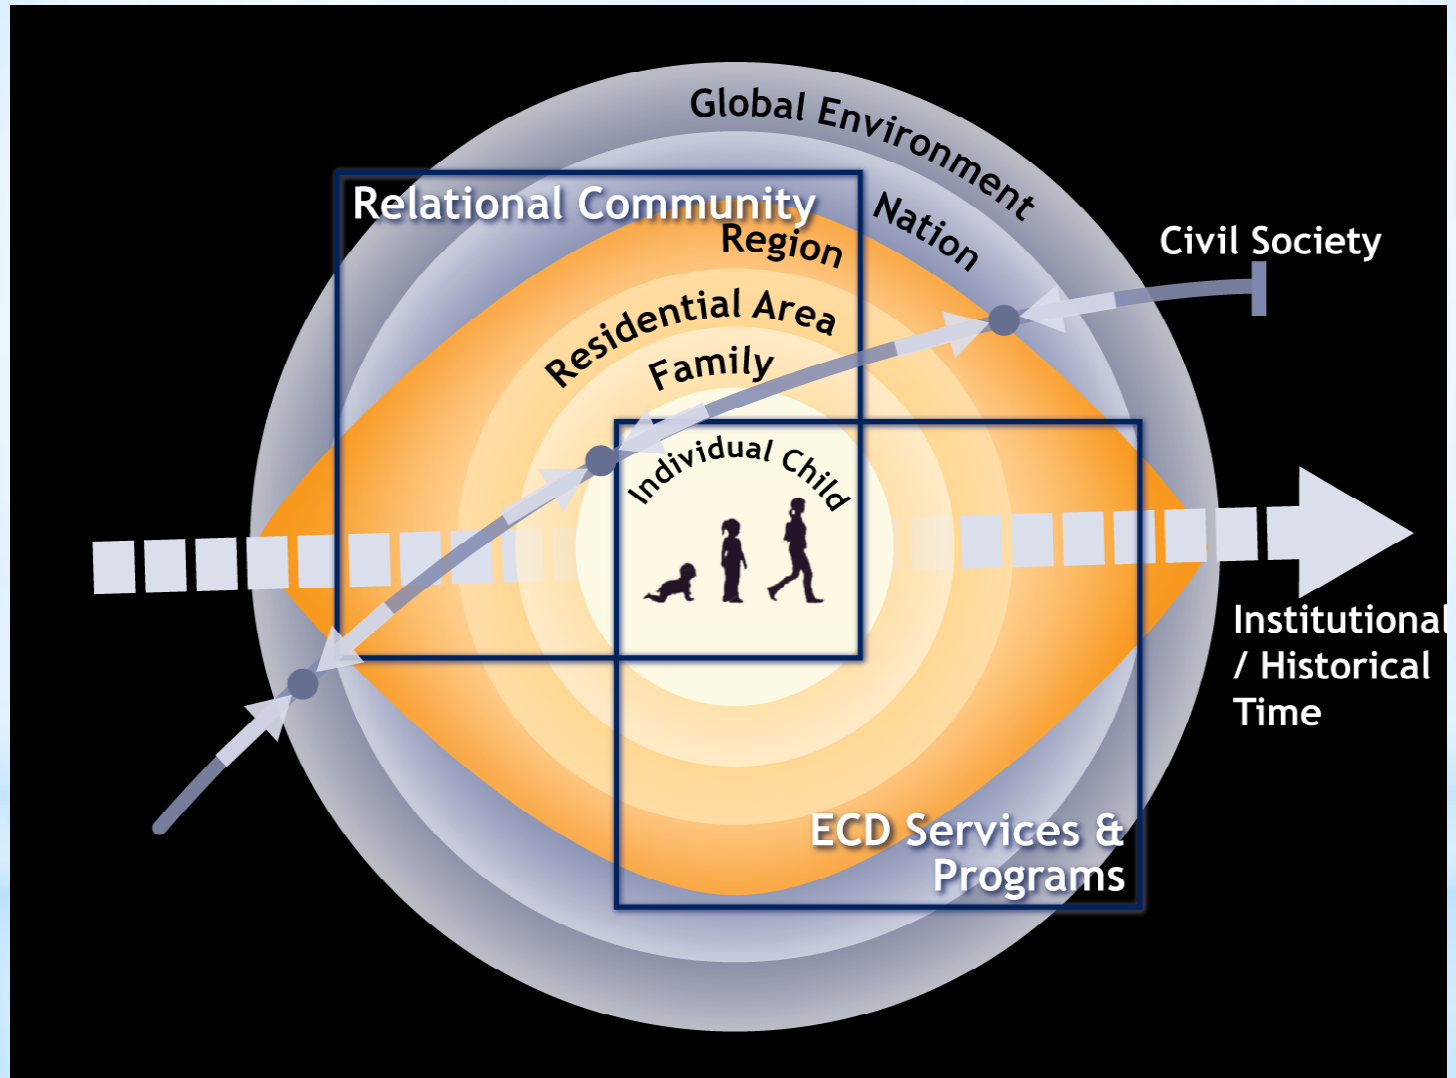 Global Environment
Relational Community
Nation
Region
Civil Society
Residential Area
Family
Individual Child
Institutional
/ Historical
Time
ECD Services &
Programs